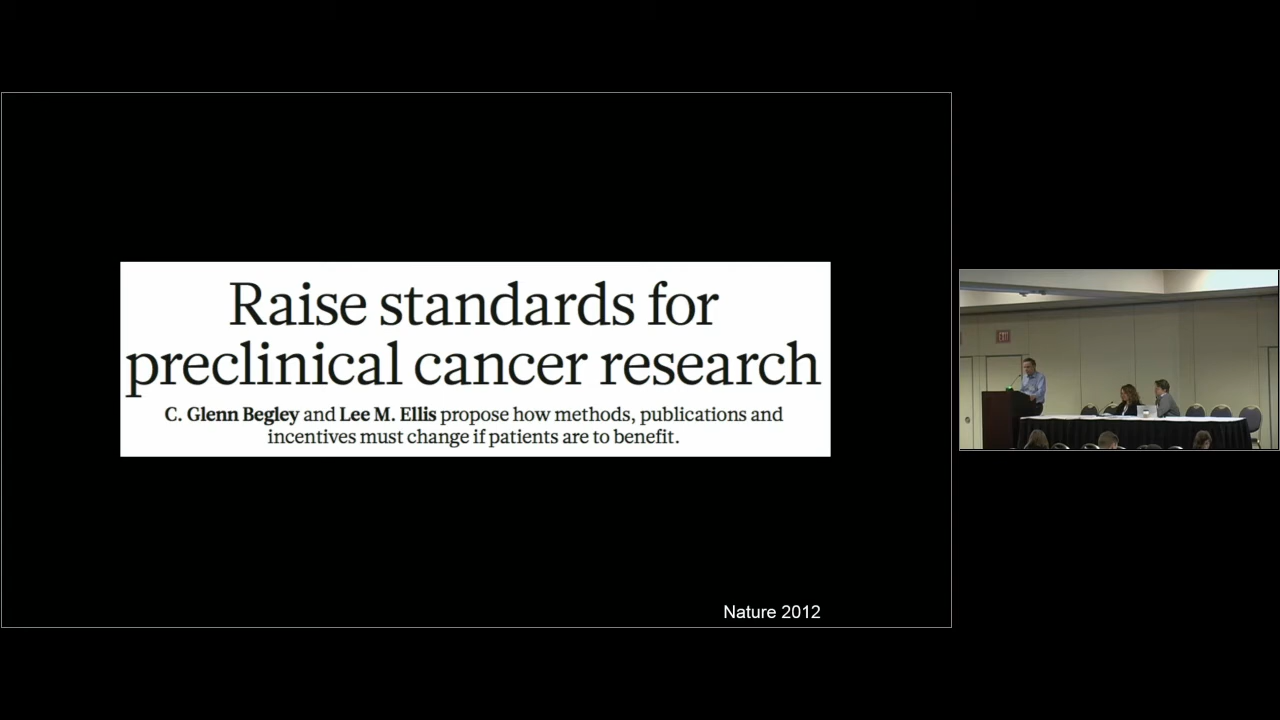 Raise standards for
preclinical cancer research
C. Glenn Begley and Lee M. Ellis propose how methods, publications and
incentives must change if patients are to benefit.
Nature 2012